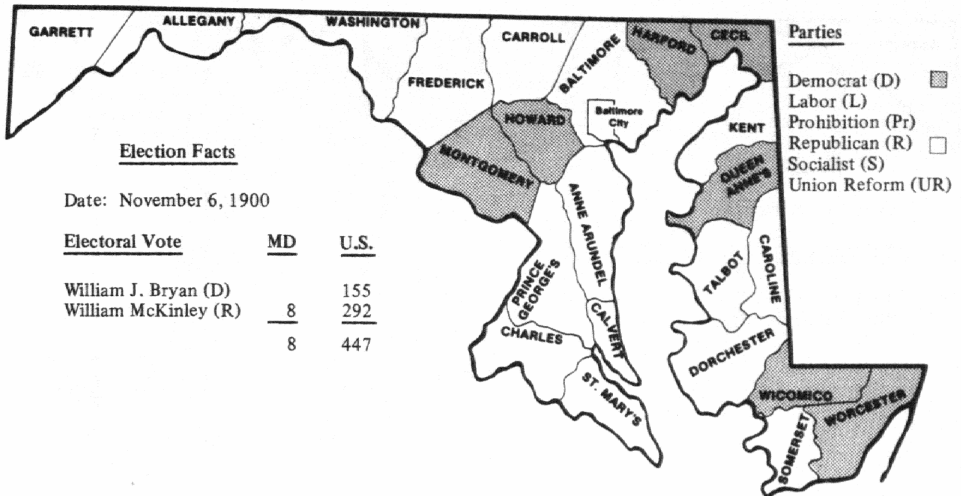 GARRETT
ALLEGANY
WASHINGTON
FREDERICK
CARROLL
BALTIMORE
Baltimore
City
HARFORD
CECIL
HOWARD
MONTGOMERY
KENT
QUEEN
ANNE'S
ANNE ARUNDEL
PRINCE
GEORGE'S
CALVERT
CHARLES
ST. MARY'S
TALBOT
CAROLINE
DORCHESTER
WICOMICO
WORCESTER
SOMERSET
Parties
Democrat (D)
Labor (L)
Prohibition (Pr)
Republican (R)
Socialist (S)
Union Reform (UR)
Election Facts
Date: November 6, 1900
Electoral Vote MD U.S.
William J. Bryan (D) 155
William McKinley (R) 8 292
8 447